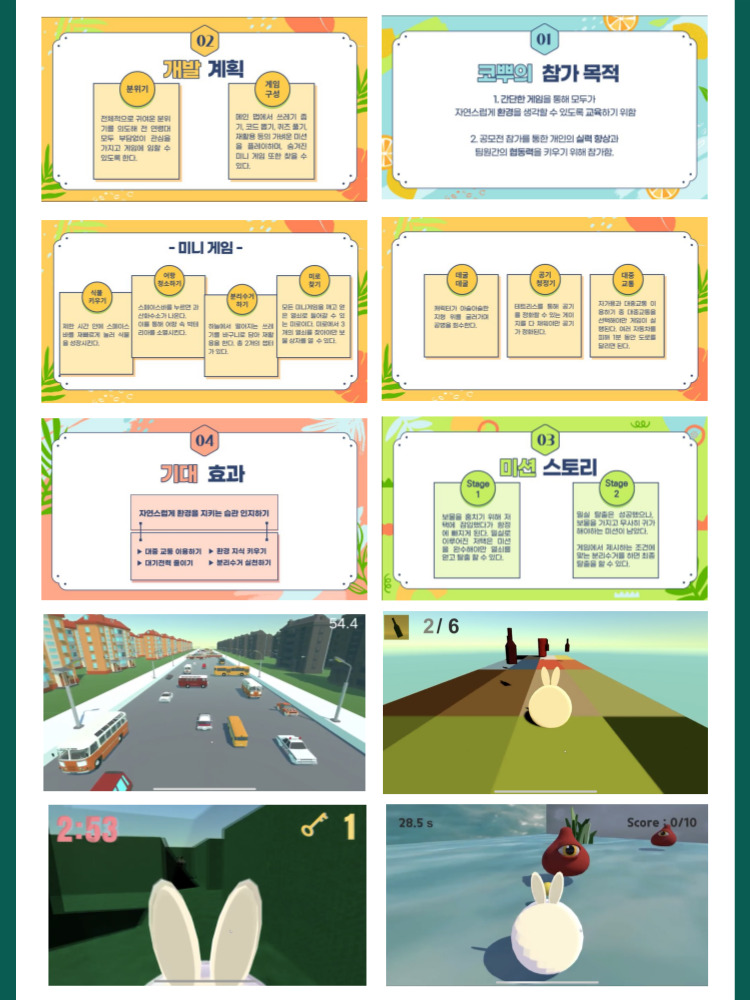 02
개발 계획
분위기
전체적으로 귀여운 분위
기를 의도해 전 연령대
모두 부담없이 관심을
가지고 게임에 임할 수
있도록 한다.
게임
구성
메인 맵에서 쓰레기 줍
기, 코드 뽑기, 퀴즈 풀기,
재활용 등의 가벼운 미션
을 플레이하며, 숨겨진
미니 게임 또한 찾을 수
있다.
01
코뿌의 참가 목적
1. 간단한 게임을 통해 모두가
자연스럽게 환경을 생각할 수 있도록 교육하기 위함
2. 공모전 참가를 통한 개인의 실력 향상과
팀원간의 협동력을 키우기 위해 참가함.
- 미니 게임 -
식물
키우기
제한 시간 안에 스페이스
바를 재빠르게 눌러 식물
을 성장시킨다.
어항
청소하기
스페이스바를 누르면 과
산화수소가 나온다.
이를 통해 어항 속 박테
리아를 소멸시킨다.
분리수거
하기
하늘에서 떨어지는 쓰레
기를 바구니로 담아 재활
용을 한다. 총 2개의 챕터
가 있다.
미로
찾기
모든 미니게임을 깨고 얻
은 열쇠로 들어갈 수 있
는 미로이다. 미로에서 3
개의 열쇠를 찾아야만 보
물 상자를 열 수 있다.
데굴
데굴
캐릭터가 아슬아슬한
지형 위를 굴러가며
공병을 회수한다.
공기
청정기
테트리스를 통해 공기
를 정화할 수 있는 게이
지를 다 채워야만 공기
가 정화된다.
대중
교통
자가용과 대중교통 이
용하기 중 대중교통을
선택해야만 게임이 실
행된다. 여러 자동차를
피해 1분 동안 도로를
달리면 된다.
04
기대 효과
자연스럽게 환경을 지키는 습관 인지하기
▶ 대중 교통 이용하기 ▶ 환경 지식 키우기
▶ 대기전력 줄이기 ▶ 분리수거 실천하기
03
미션 스토리
Stage
1
보물을 훔치기 위해 저
택에 잠입했다가 함정
에 빠지게 된다. 밀실로
이루어진 저택은 미션
을 완수해야만 열쇠를
얻고 탈출 할 수 있다.
Stage
2
밀실 탈출은 성공했으나,
보물을 가지고 무사히 귀가
해야하는 미션이 남았다.
게임에서 제시하는 조건에
맞는 분리수거를 하면 최종
탈출을 할 수 있다.
54.4
2/ 6
2:53
1
28.5 s
Score : 0/10